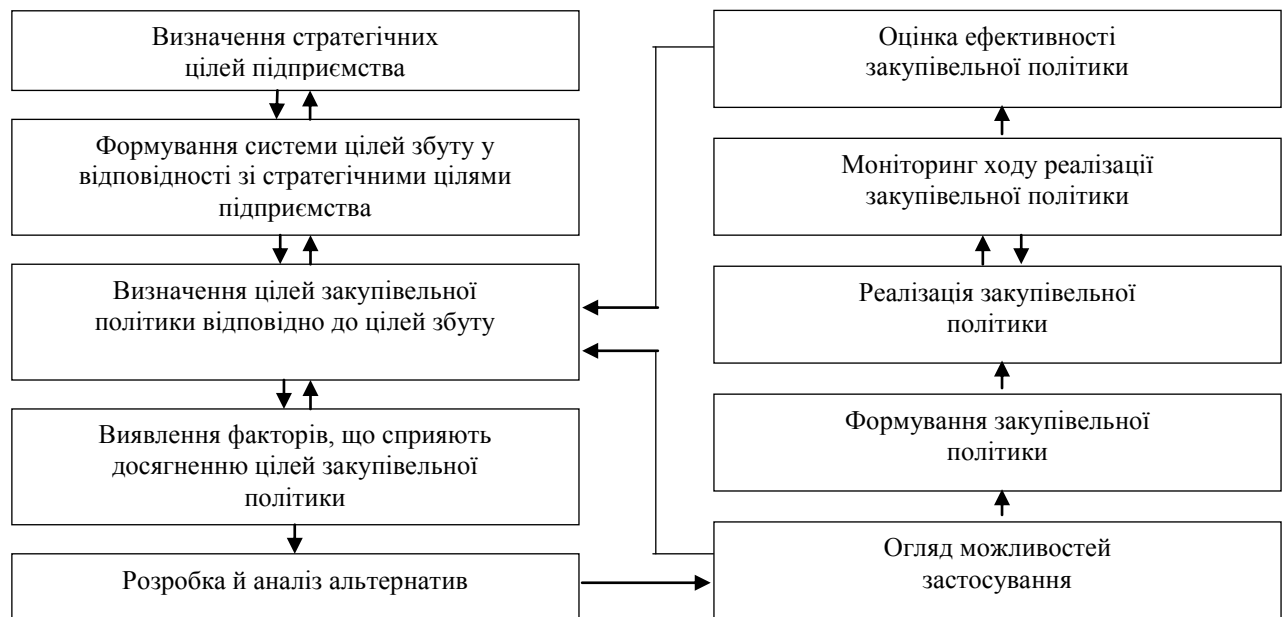 Визначення стратегічних
цілей підприємства
Формування системи цілей збуту у
відповідності зі стратегічними цілями
підприємства
Визначення цілей закупівельної
політики відповідно до цілей збуту
Виявлення факторів, що сприяють
досягненню цілей закупівельної
політики
Розробка й аналіз альтернатив
Оцінка ефективності
закупівельної політики
Моніторинг ходу реалізації
закупівельної політики
Реалізація закупівельної
політики
Формування закупівельної
політики
Огляд можливостей
застосування